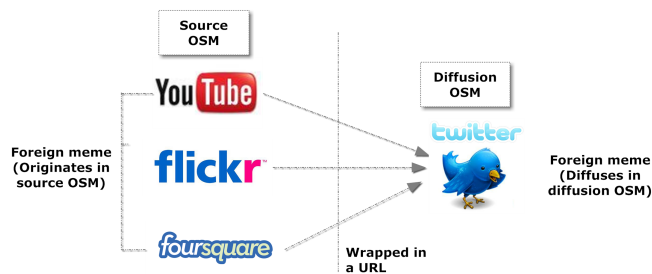 Source
OSM
YouTube
Diffusion
OSM
twitter
Foreign meme
(Originates in
source OSM)
flickr™
Foreign meme
(Diffuses in
diffusion OSM)
foursquare
Wrapped in
a URL